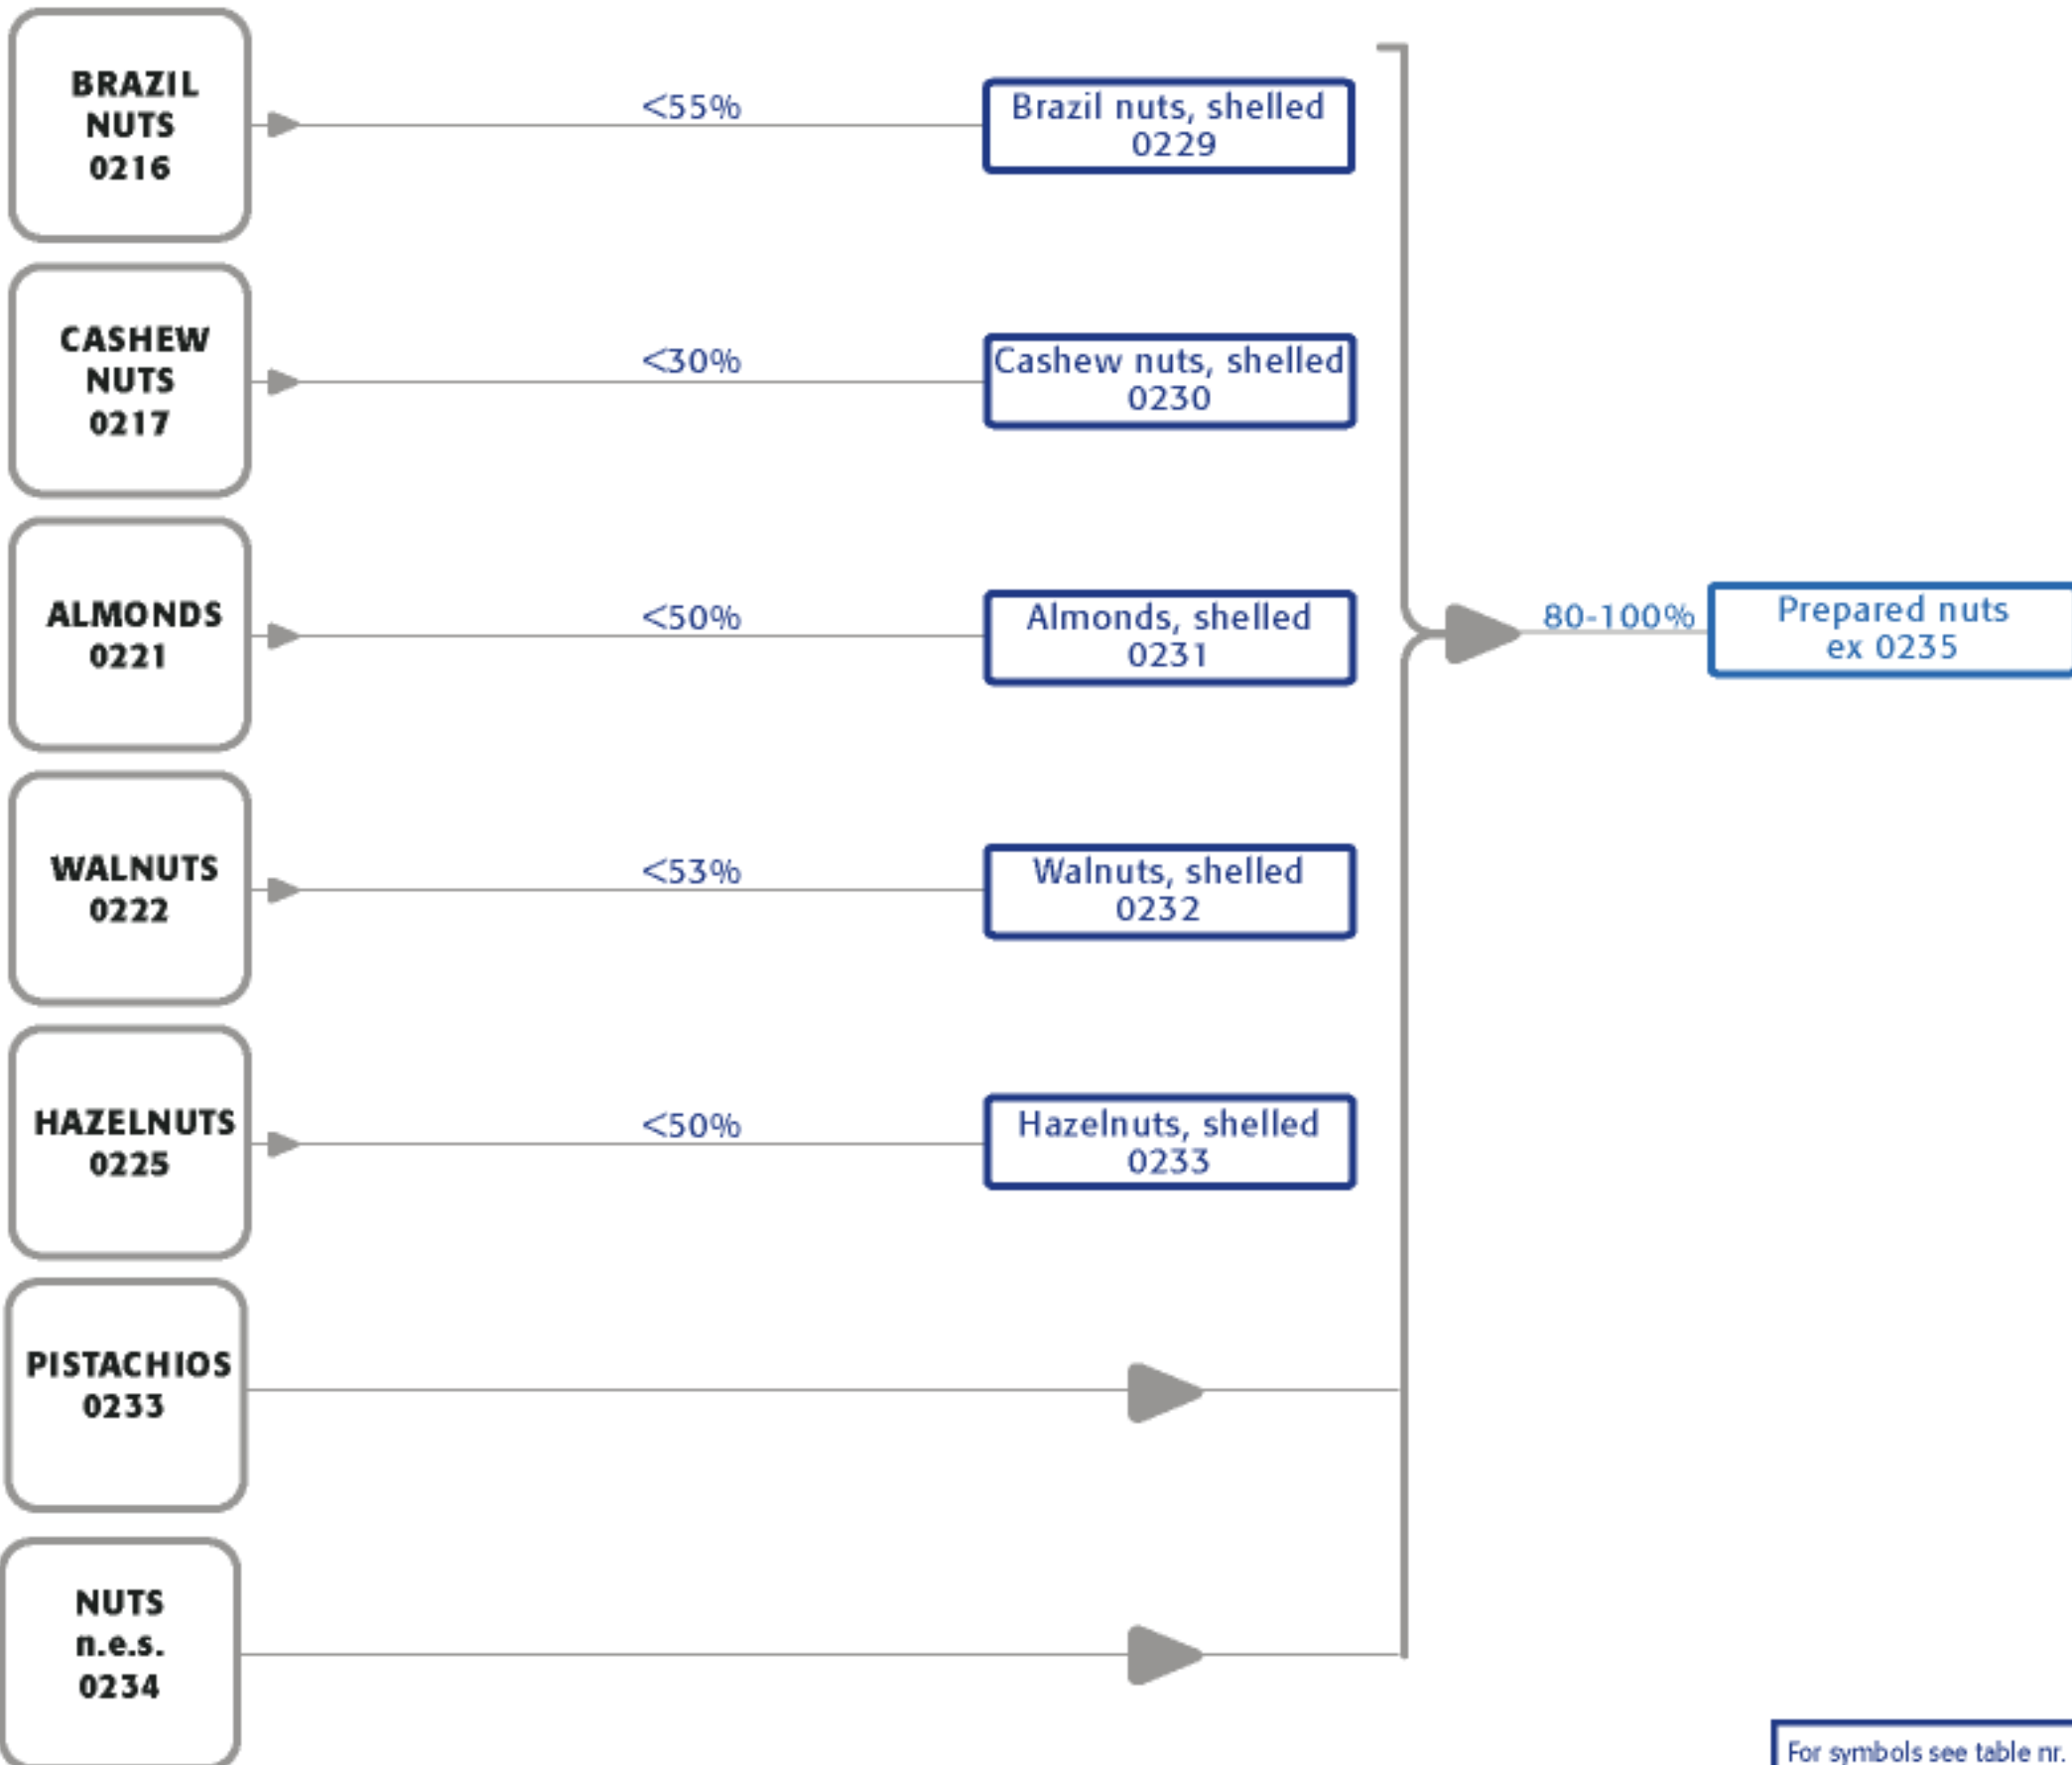 BRAZIL
NUTS
0216
<55%
Brazil nuts, shelled
0229
CASHEW
NUTS
0217
<30%
Cashew nuts, shelled
0230
ALMONDS
0221
<50%
Almonds, shelled
0231
80-100%
Prepared nuts
ex 0235
WALNUTS
0222
<53%
Walnuts, shelled
0232
HAZELNUTS
0225
<50%
Hazelnuts, shelled
0233
PISTACHIOS
0233
NUTS
n.e.s.
0234
For symbols see table nr.